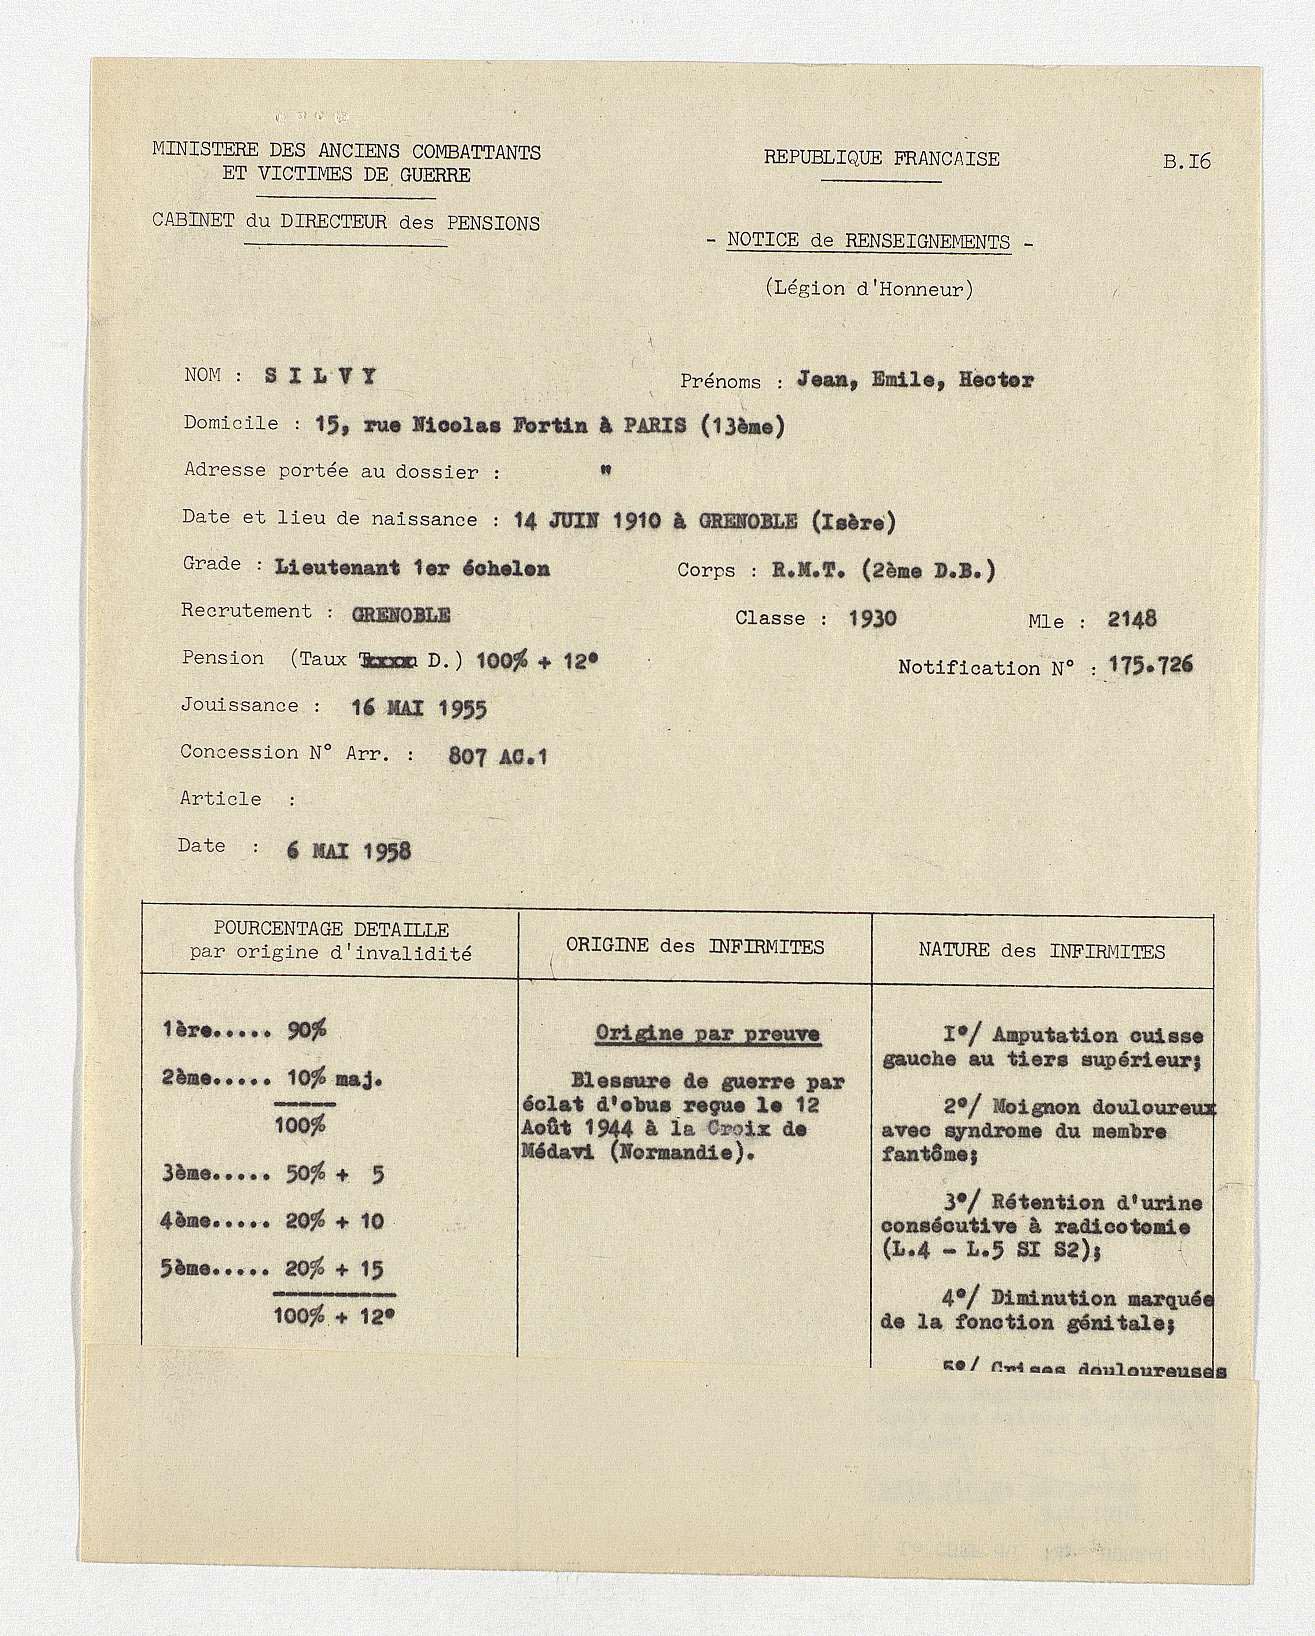 MINISTERE DES ANCIENS COMBATTANTS
ET VICTIMES DE GUERRE
CABINET du DIRECTEUR des PENSIONS
REPUBLIQUE FRANCAISE
B.I6
- NOTICE de RENSEIGNEMENTS -
(Légion d'Honneur)
NOM : S I L V Y
Prénoms : Jean, Emile, Hector
Domicile : 15, rue Nicolas Fortin à PARIS (13ème)
Adresse portée au dossier : "
Date et lieu de naissance : 14 JUIN 1910 à GRENOBLE (Isère)
Grade : Lieutenant 1er échelon
Corps : R.M.T. (2ème D.B.)
Recrutement : GRENOBLE
Classe : 1930
Mle : 2148
Pension (Taux D.) 100% + 12°
Notification N° : 175.726
Jouissance : 16 MAI 1955
Concession N° Arr. : 807 AC.1
Article :
Date : 6 MAI 1958
POURCENTAGE DETAILLE
par origine d'invalidité
1ère..... 90%
2ème..... 10% maj.
100%
3ème..... 50% + 5
4ème..... 20% + 10
5ème..... 20% + 15
100% + 12°
ORIGINE des INFIRMITES
Origine par preuve
Blessure de guerre par
éclat d'obus reçue le 12
Août 1944 à la Croix de
Médavi (Normandie).
NATURE des INFIRMITES
I°/ Amputation cuisse
gauche au tiers supérieur;
2°/ Moignon douloureux
avec syndrome du membre
fantôme;
3°/ Rétention d'urine
consécutive à radicotomie
(L.4 - L.5 SI S2);
4°/ Diminution marquée
de la fonction génitale;
5°/ Crises douloureuses